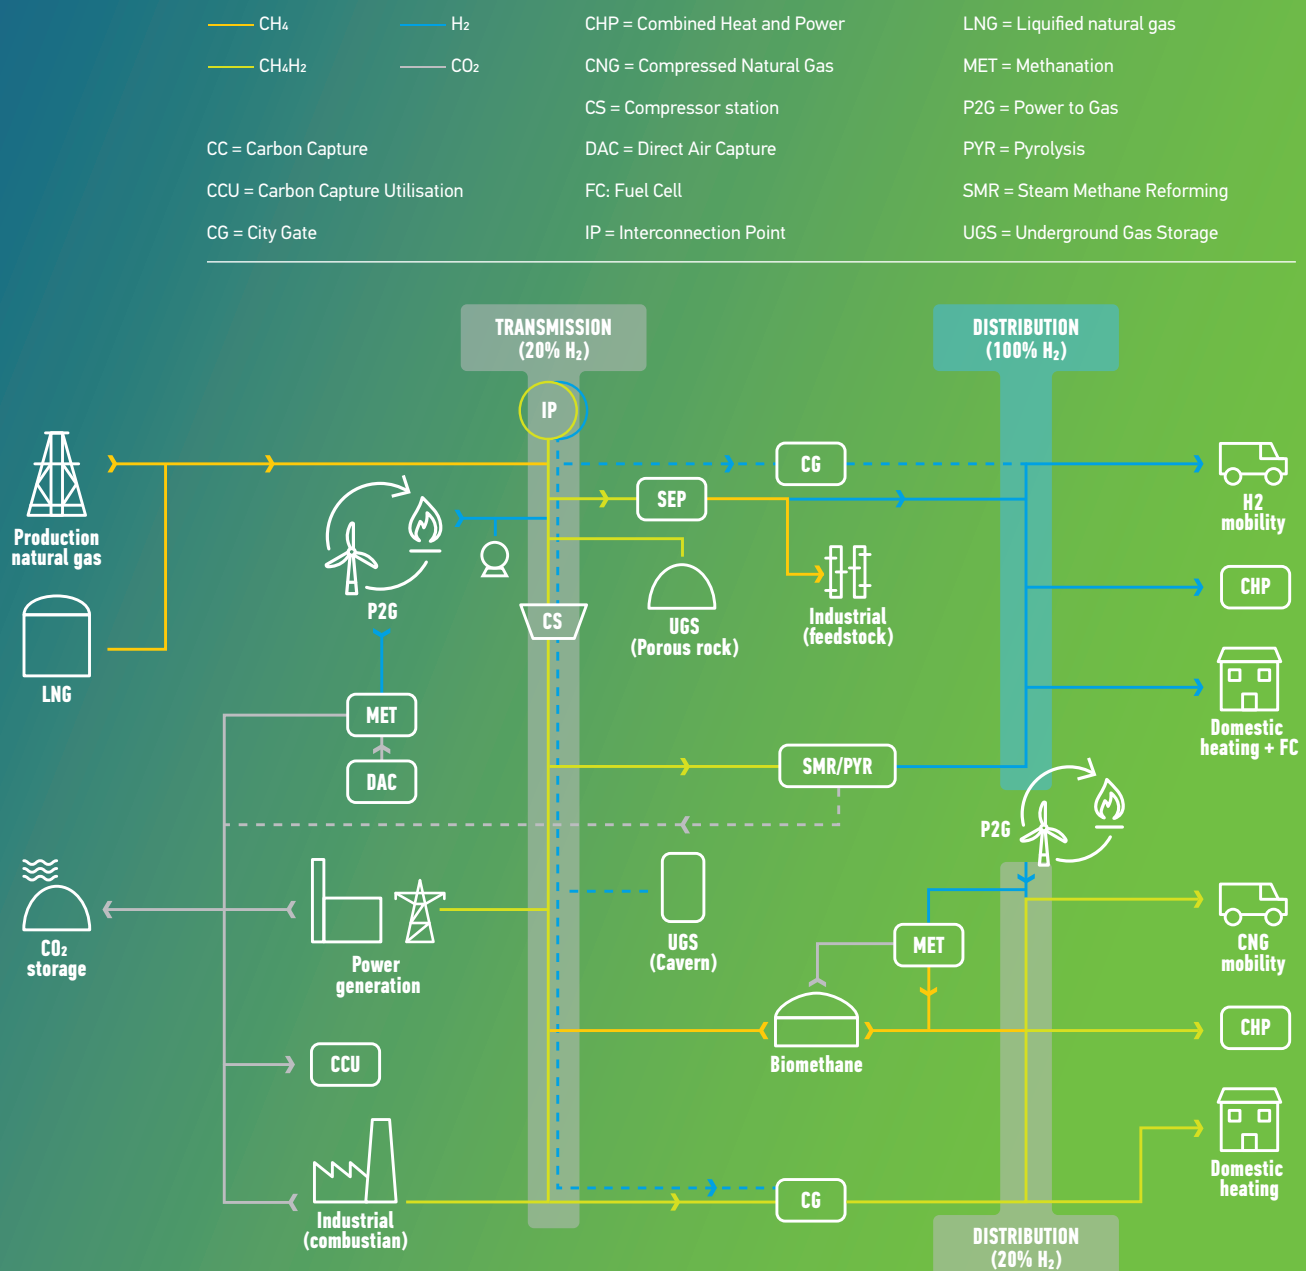 CH₄
H₂
CHP = Combined Heat and Power
LNG = Liquified natural gas
CH₄H₂
CO₂
CNG = Compressed Natural Gas
MET = Methanation
CS = Compressor station
P2G = Power to Gas
CC = Carbon Capture
DAC = Direct Air Capture
PYR = Pyrolysis
CCU = Carbon Capture Utilisation
FC: Fuel Cell
SMR = Steam Methane Reforming
CG = City Gate
IP = Interconnection Point
UGS = Underground Gas Storage
TRANSMISSION
(20% H₂)
DISTRIBUTION
(100% H₂)
IP
CG
SEP
H2
mobility
Production
natural gas
P2G
CS
UGS
(Porous rock)
Industrial
(feedstock)
CHP
LNG
MET
DAC
SMR/PYR
Domestic
heating + FC
P2G
CO₂
storage
Power
generation
UGS
(Cavern)
MET
CNG
mobility
CCU
Biomethane
CHP
Industrial
(combustian)
CG
Domestic
heating
DISTRIBUTION
(20% H₂)